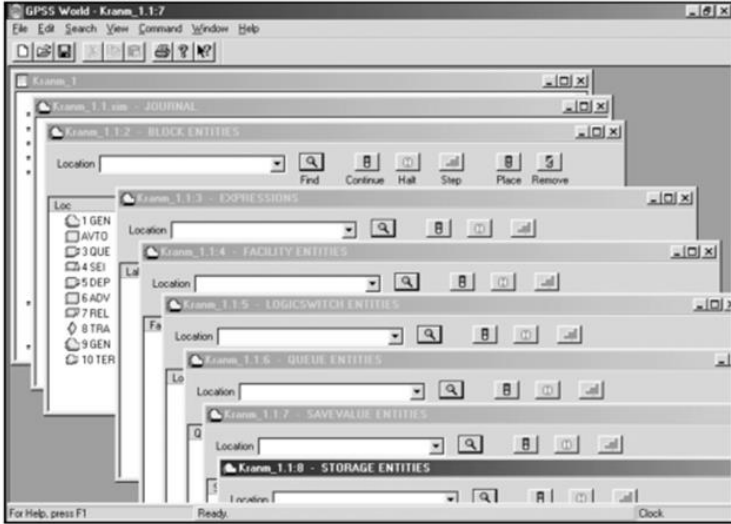 GPSS World - Kranm_1.1:7
File Edit Search View Command Window Help
Kranm_1
Kranm_1.1.sim - JOURNAL
Kranm_1.1:2 - BLOCK ENTITIES
Location
Find Continue Halt Step Place Remove
Loc
1 GEN
AVTO
3 QUE
4 SEI
5 DEP
6 ADV
7 REL
8 TRA
9 GEN
10 TER
Kranm_1.1:3 - EXPRESSIONS
Location
Lal
Kranm_1.1:4 - FACILITY ENTITIES
Location
Fa
Kranm_1.1:5 - LOGICSWITCH ENTITIES
Location
Lo
Kranm_1.1:6 - QUEUE ENTITIES
Location
Q
Kranm_1.1:7 - SAVEVALUE ENTITIES
Location
S
Kranm_1.1:8 - STORAGE ENTITIES
Location
For Help, press F1 Ready. Clock